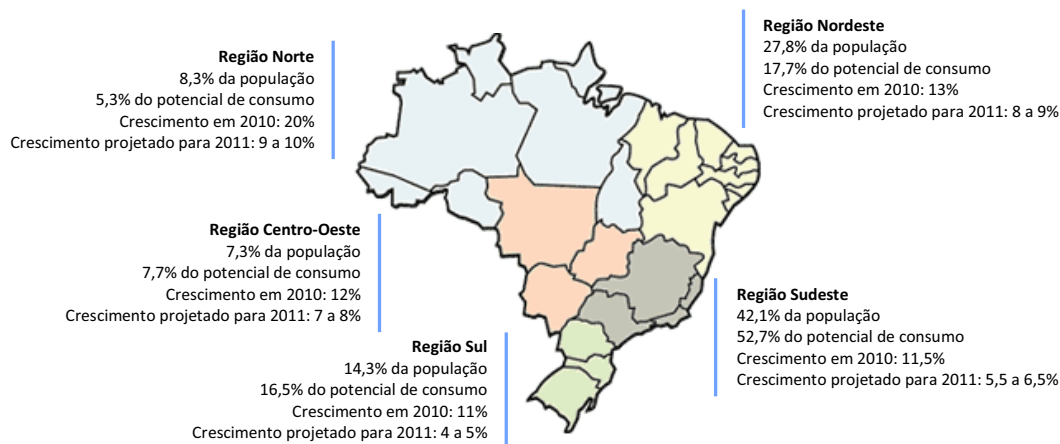 Região Norte
8,3% da população
5,3% do potencial de consumo
Crescimento em 2010: 20%
Crescimento projetado para 2011: 9 a 10%
Região Nordeste
27,8% da população
17,7% do potencial de consumo
Crescimento em 2010: 13%
Crescimento projetado para 2011: 8 a 9%
Região Centro-Oeste
7,3% da população
7,7% do potencial de consumo
Crescimento em 2010: 12%
Crescimento projetado para 2011: 7 a 8%
Região Sudeste
42,1% da população
52,7% do potencial de consumo
Crescimento em 2010: 11,5%
Crescimento projetado para 2011: 5,5 a 6,5%
Região Sul
14,3% da população
16,5% do potencial de consumo
Crescimento em 2010: 11%
Crescimento projetado para 2011: 4 a 5%